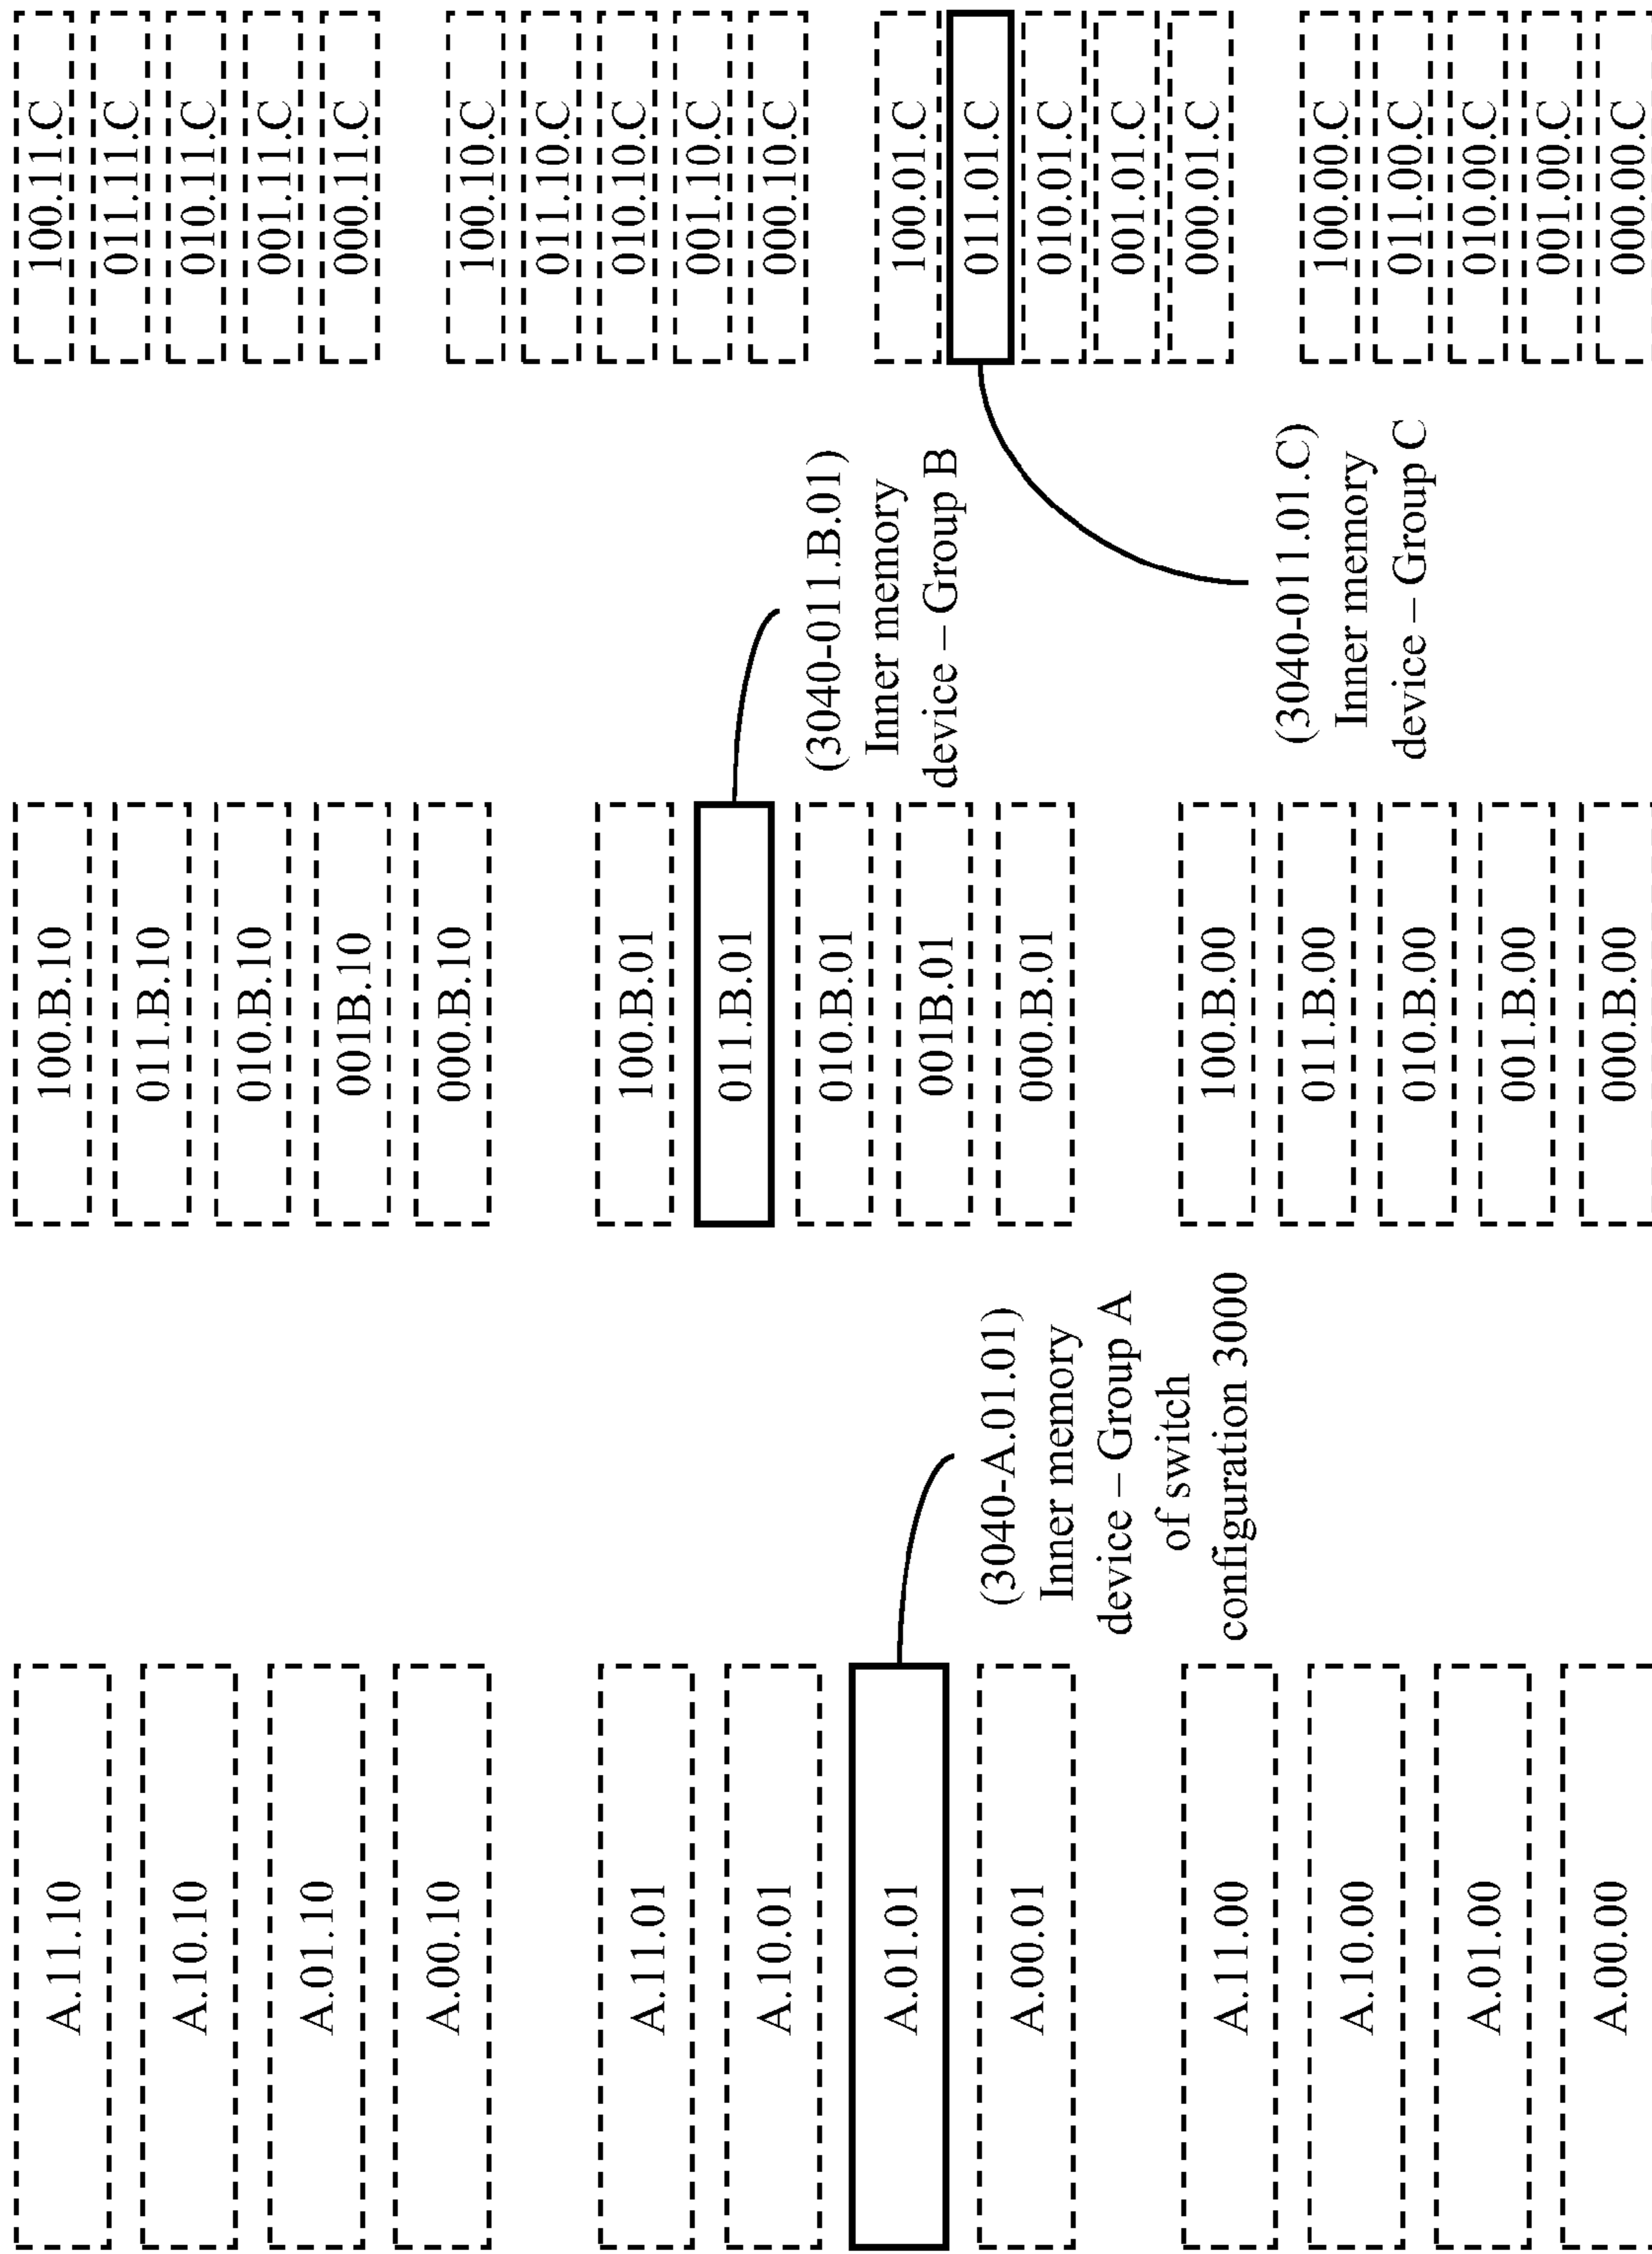 A.11.10
A.10.10
A.01.10
A.00.10
A.11.01
A.10.01
A.01.01
A.00.01
A.11.00
A.10.00
A.01.00
A.00.00
(3040-A.01.01)
Inner memory
device – Group A
of switch
configuration 3000
100.B.10
011.B.10
010.B.10
001B.10
000.B.10
100.B.01
011.B.01
010.B.01
001B.01
000.B.01
100.B.00
011.B.00
010.B.00
001.B.00
000.B.00
(3040-011.B.01)
Inner memory
device – Group B
(3040-011.01.C)
Inner memory
device – Group C
100.11.C
011.11.C
010.11.C
001.11.C
000.11.C
100.10.C
011.10.C
010.10.C
001.10.C
000.10.C
100.01.C
011.01.C
010.01.C
001.01.C
000.01.C
100.00.C
011.00.C
010.00.C
001.00.C
000.00.C